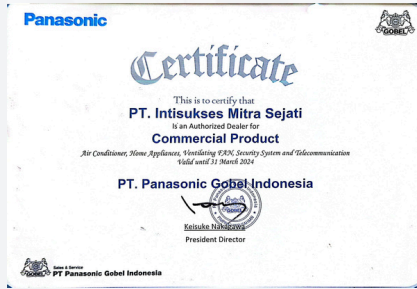 Panasonic
GOBEL
Certificate
This is to certify that
PT. Intisukses Mitra Sejati
Is an Authorized Dealer for
Commercial Product
Air Conditioner, Home Appliances, Ventilating FAN, Security System and Telecommunication
Valid until 31 March 2024
PT. Panasonic Gobel Indonesia
Keisuke Nakagawa
President Director
Sales & Service
PT Panasonic Gobel Indonesia